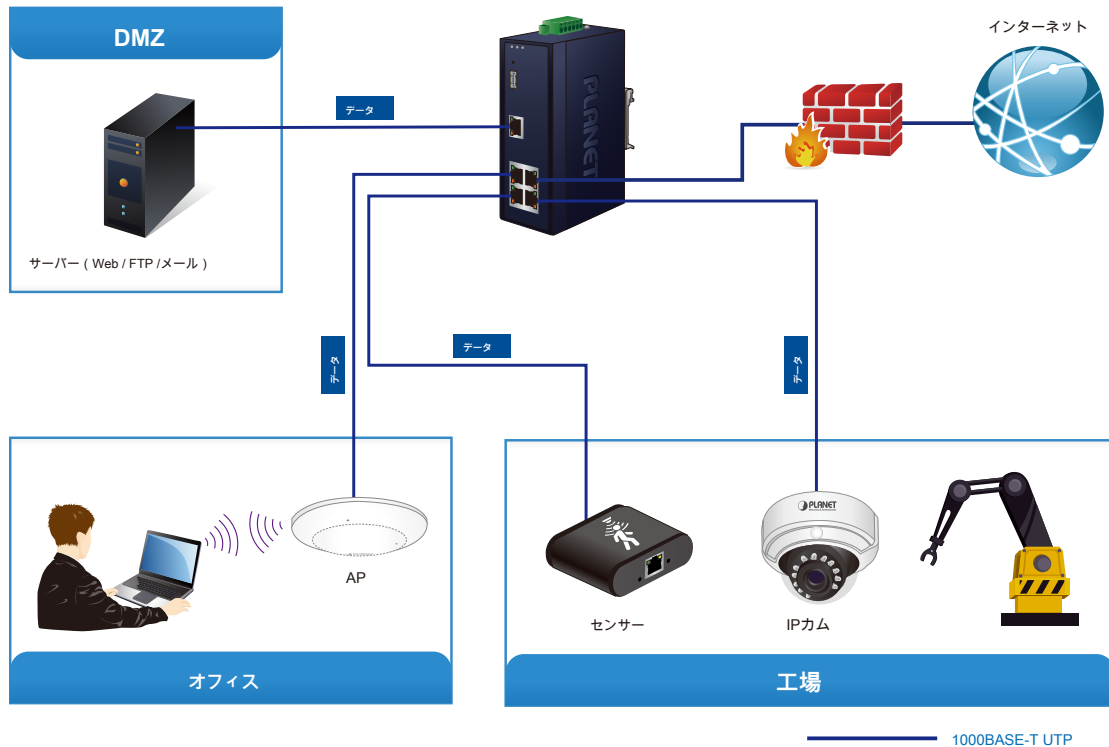 DMZ
インターネット
PLANET
データ
サーバー ( Web / FTP /メール )
データ
データ
データ
PLANET
AP
センサー
IPカム
オフィス
工場
1000BASE-T UTP